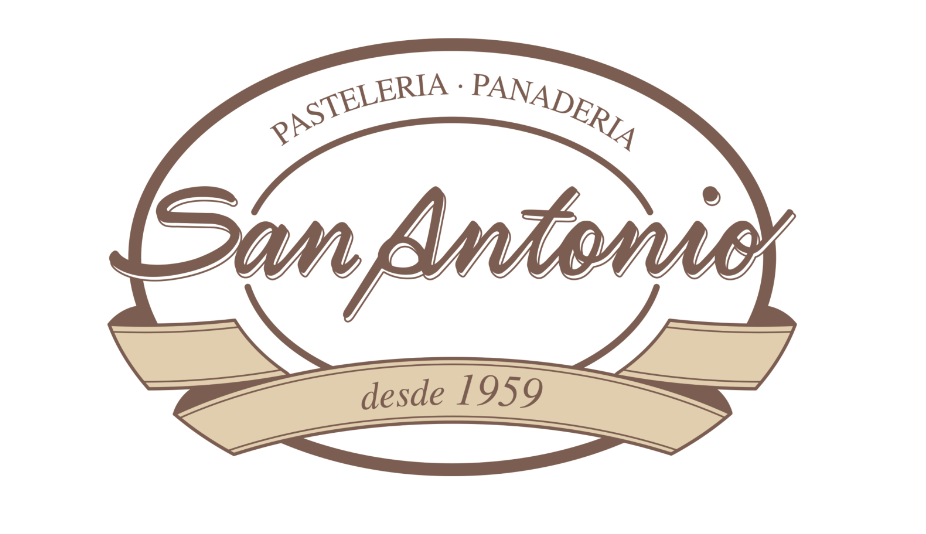 PASTELERIA · PANADERIA
San Antonio
desde 1959